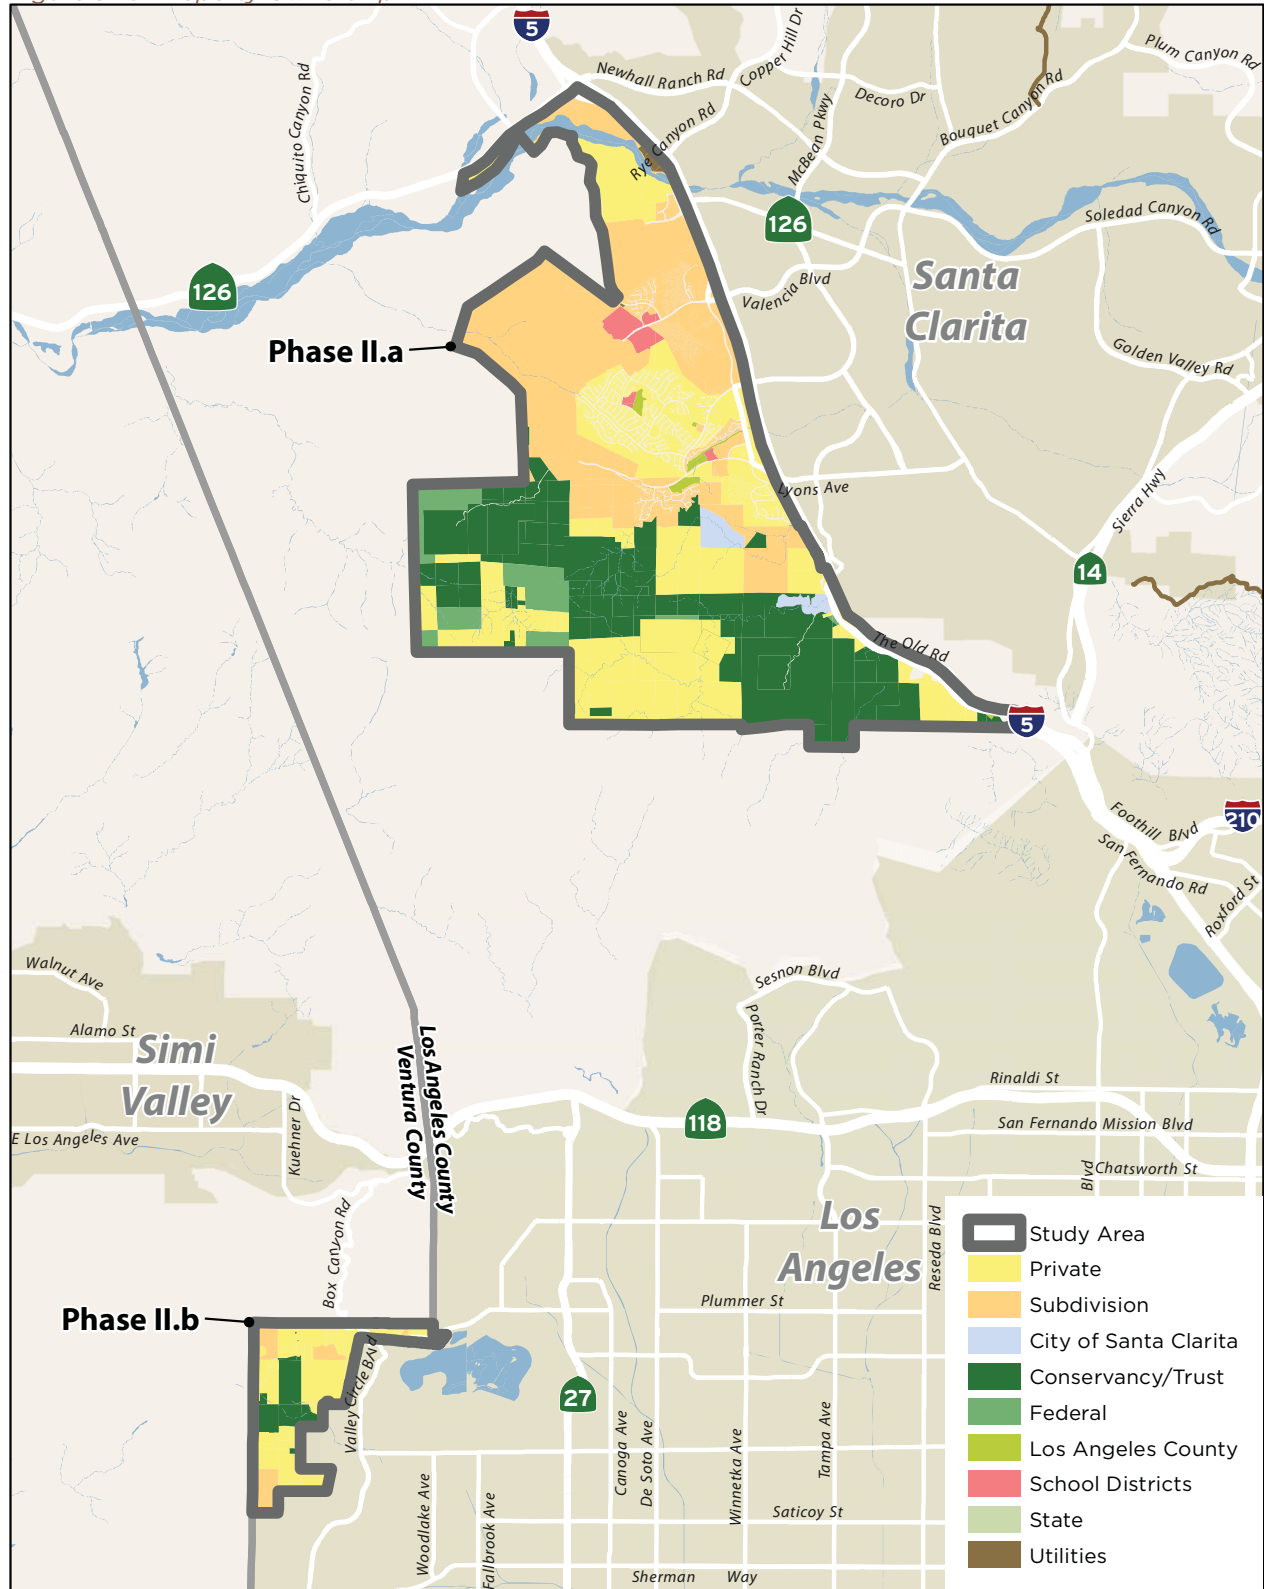 5
Newhall Ranch Rd
Copper Hill Dr
Plum Canyon Rd
Chiquito Canyon Rd
Decoro Dr
Bouquet Canyon Rd
Rye Canyon Rd
McBean Pkwy
126
Soledad Canyon Rd
126
Valencia Blvd
Santa
Clarita
Phase II.a
Golden Valley Rd
Lyons Ave
Sierra Hwy
14
The Old Rd
5
210
Foothill Blvd
San Fernando Rd
Roxford St
Walnut Ave
Sesnon Blvd
Alamo St
Simi
Valley
Los Angeles County
Ventura County
Porter Ranch Dr
Rinaldi St
118
San Fernando Mission Blvd
E Los Angeles Ave
Kuehner Dr
Blvd
Chatsworth St
Box Canyon Rd
Los
Angeles
Reseda Blvd
Plummer St
Phase II.b
Valley Circle Blvd
27
Canoga Ave
De Soto Ave
Winnetka Ave
Tampa Ave
Woodlake Ave
Fallbrook Ave
Saticoy St
Sherman Way
Study Area
Private
Subdivision
City of Santa Clarita
Conservancy/Trust
Federal
Los Angeles County
School Districts
State
Utilities